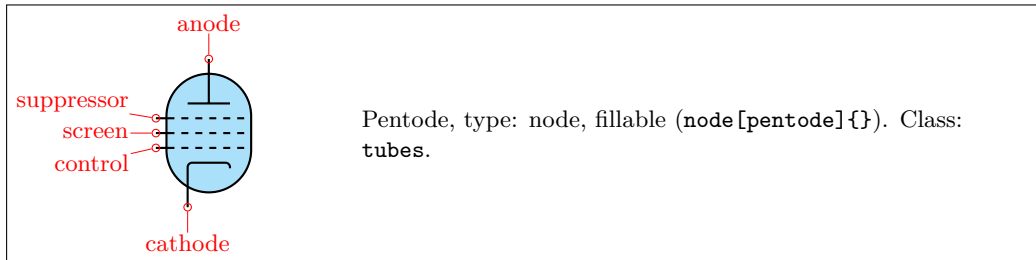 anode
suppressor
screen
control
cathode
Pentode, type: node, fillable (node[pentode]{}). Class:
tubes.